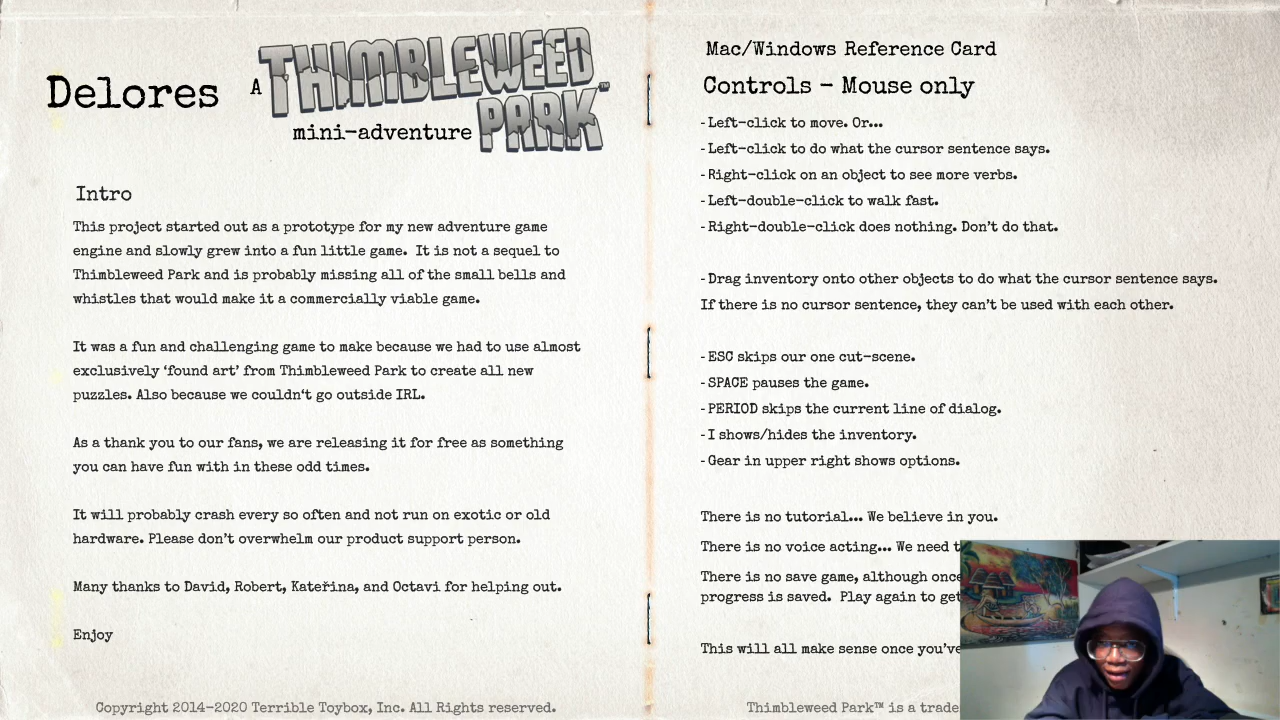 Delores
A
THIMBLEWEED
PARK™
mini-adventure
Intro
This project started out as a prototype for my new adventure game
engine and slowly grew into a fun little game.  It is not a sequel to
Thimbleweed Park and is probably missing all of the small bells and
whistles that would make it a commercially viable game.
It was a fun and challenging game to make because we had to use almost
exclusively ‘found art’ from Thimbleweed Park to create all new
puzzles. Also because we couldn't go outside IRL.
As a thank you to our fans, we are releasing it for free as something
you can have fun with in these odd times.
It will probably crash every so often and not run on exotic or old
hardware. Please don’t overwhelm our product support person.
Many thanks to David, Robert, Kateřina, and Octavi for helping out.
Enjoy
Copyright 2014-2020 Terrible Toybox, Inc. All Rights reserved.
Mac/Windows Reference Card
Controls - Mouse only
- Left-click to move. Or...
- Left-click to do what the cursor sentence says.
- Right-click on an object to see more verbs.
- Left-double-click to walk fast.
- Right-double-click does nothing. Don’t do that.
- Drag inventory onto other objects to do what the cursor sentence says.
If there is no cursor sentence, they can’t be used with each other.
- ESC skips our one cut-scene.
- SPACE pauses the game.
- PERIOD skips the current line of dialog.
- I shows/hides the inventory.
- Gear in upper right shows options.
There is no tutorial... We believe in you.
There is no voice acting... We need
There is no save game, although once
progress is saved.  Play again to get
This will all make sense once you’ve
Thimbleweed Park™ is a trade